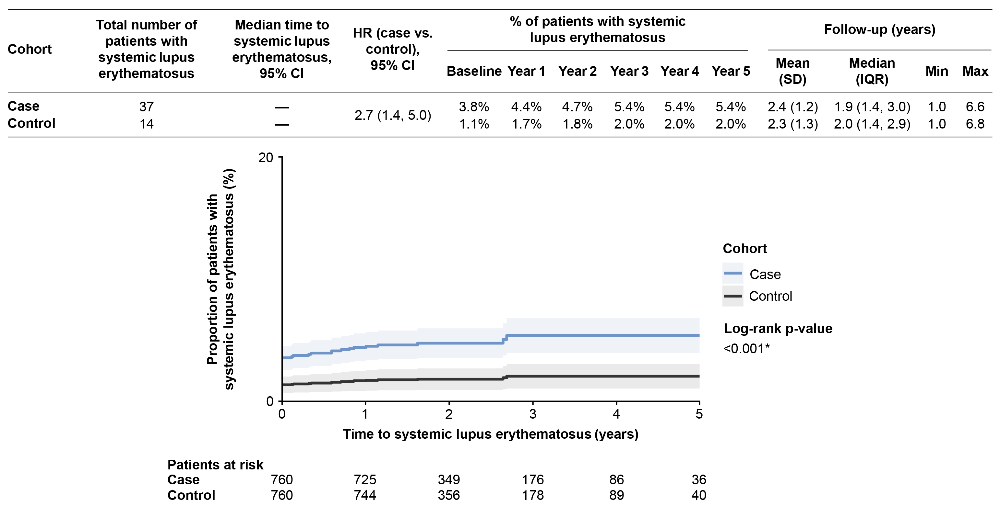 Cohort
Total number of
patients with
systemic lupus
erythematosus
Median time to
systemic lupus
erythematosus,
95% CI
HR (case vs.
control),
95% CI
% of patients with systemic
lupus erythematosus
Baseline Year 1 Year 2 Year 3 Year 4 Year 5
Follow-up (years)
Mean
(SD)
Median
(IQR)
Min
Max
Case 37 — 3.8% 4.4% 4.7% 5.4% 5.4% 5.4% 2.4 (1.2) 1.9 (1.4, 3.0) 1.0 6.6
2.7 (1.4, 5.0)
Control 14 — 1.1% 1.7% 1.8% 2.0% 2.0% 2.0% 2.3 (1.3) 2.0 (1.4, 2.9) 1.0 6.8
Proportion of patients with
systemic lupus erythematosus (%)
20
0
0 1 2 3 4 5
Time to systemic lupus erythematosus (years)
Cohort
Case
Control
Log-rank p-value
<0.001*
Patients at risk
Case 760 725 349 176 86 36
Control 760 744 356 178 89 40